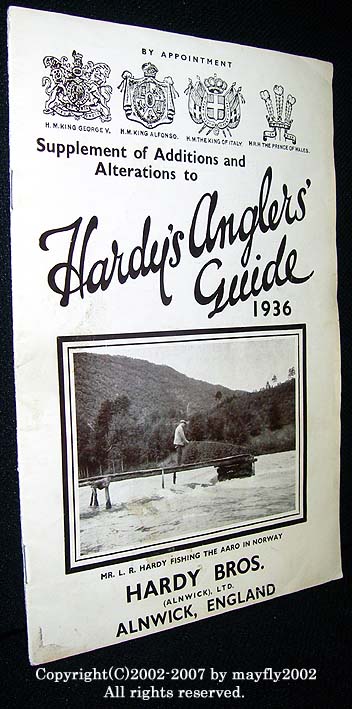 BY APPOINTMENT
H.M. KING GEORGE V. H.M. KING ALFONSO. H.M. THE KING OF ITALY. H.R.H. THE PRINCE OF WALES.
Supplement of Additions and
Alterations to
Hardy's Anglers'
Guide
1936
MR. L. R. HARDY FISHING THE AARO IN NORWAY
HARDY BROS.
(ALNWICK), LTD.
ALNWICK, ENGLAND
Copyright(C)2002-2007 by mayfly2002
All rights reserved.